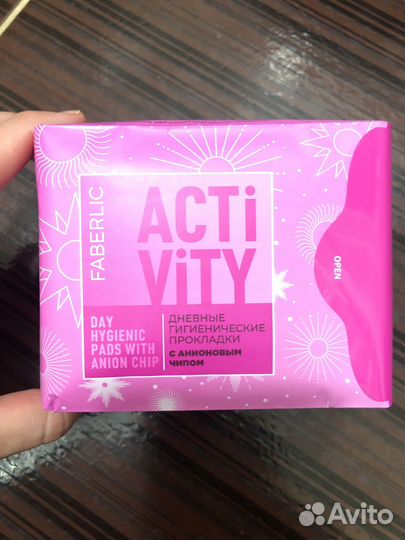 FABERLIC
ACTi
ViTY
DAY
HYGIENIC
PADS WITH
ANION CHIP
ДНЕВНЫЕ
ГИГИЕНИЧЕСКИЕ
ПРОКЛАДКИ
С АНИОНОВЫМ
ЧИПОМ
OPEN
Avito